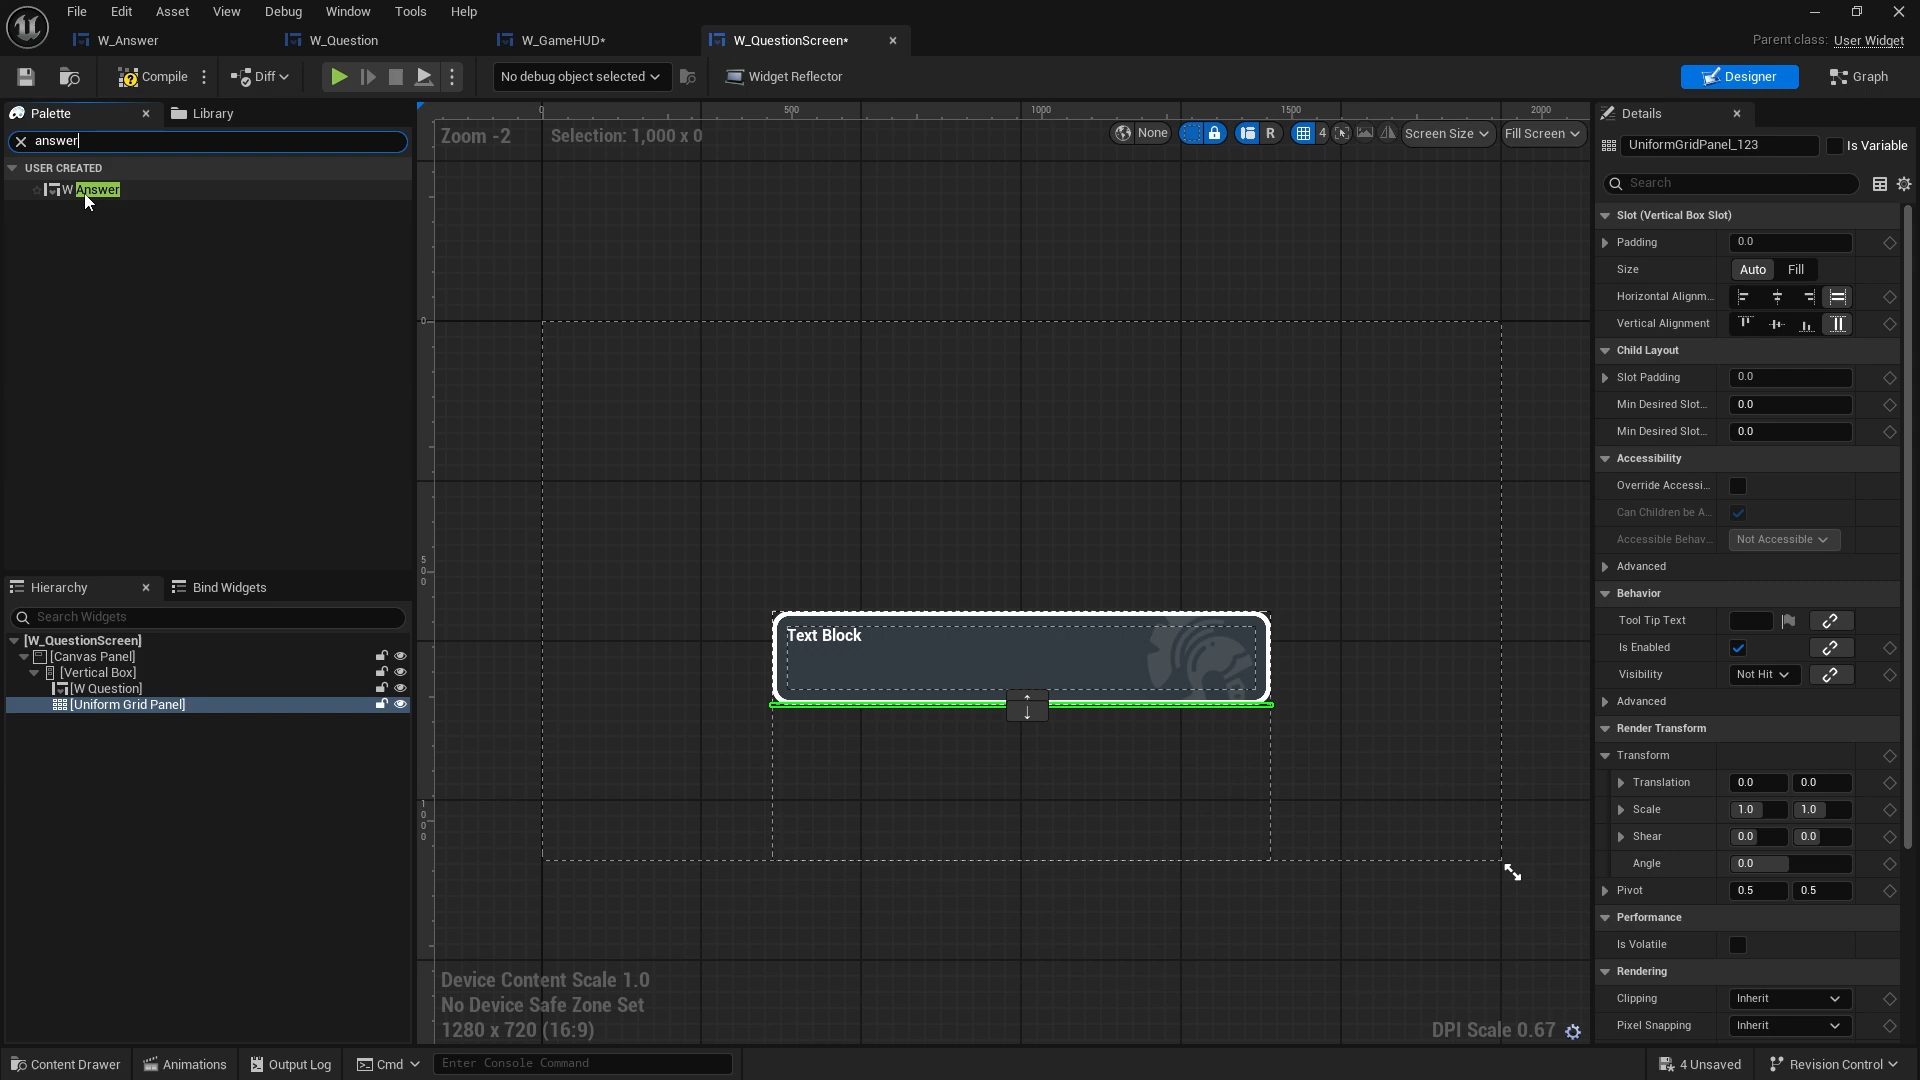 File Edit Asset View Debug Window Tools Help
W_Answer W_Question W_GameHUD* W_QuestionScreen*
Parent class: User Widget
Compile Diff No debug object selected Widget Reflector Designer Graph
Palette Library
answer
USER CREATED
W Answer
Hierarchy Bind Widgets
Search Widgets
[W_QuestionScreen]
[Canvas Panel]
[Vertical Box]
[W Question]
[Uniform Grid Panel]
0 500 1000 1500 2000
Zoom -2 Selection: 1,000 x 0
None R 4 Screen Size Fill Screen
0
500
1000
Text Block
Device Content Scale 1.0
No Device Safe Zone Set
1280 x 720 (16:9)
DPI Scale 0.67
Details
UniformGridPanel_123 Is Variable
Search
Slot (Vertical Box Slot)
Padding 0.0
Size Auto Fill
Horizontal Alignm...
Vertical Alignment
Child Layout
Slot Padding 0.0
Min Desired Slot... 0.0
Min Desired Slot... 0.0
Accessibility
Override Accessi...
Can Children be A...
Accessible Behav... Not Accessible
Advanced
Behavior
Tool Tip Text
Is Enabled
Visibility Not Hit
Advanced
Render Transform
Transform
Translation 0.0 0.0
Scale 1.0 1.0
Shear 0.0 0.0
Angle 0.0
Pivot 0.5 0.5
Performance
Is Volatile
Rendering
Clipping Inherit
Pixel Snapping Inherit
Content Drawer Animations Output Log Cmd Enter Console Command 4 Unsaved Revision Control